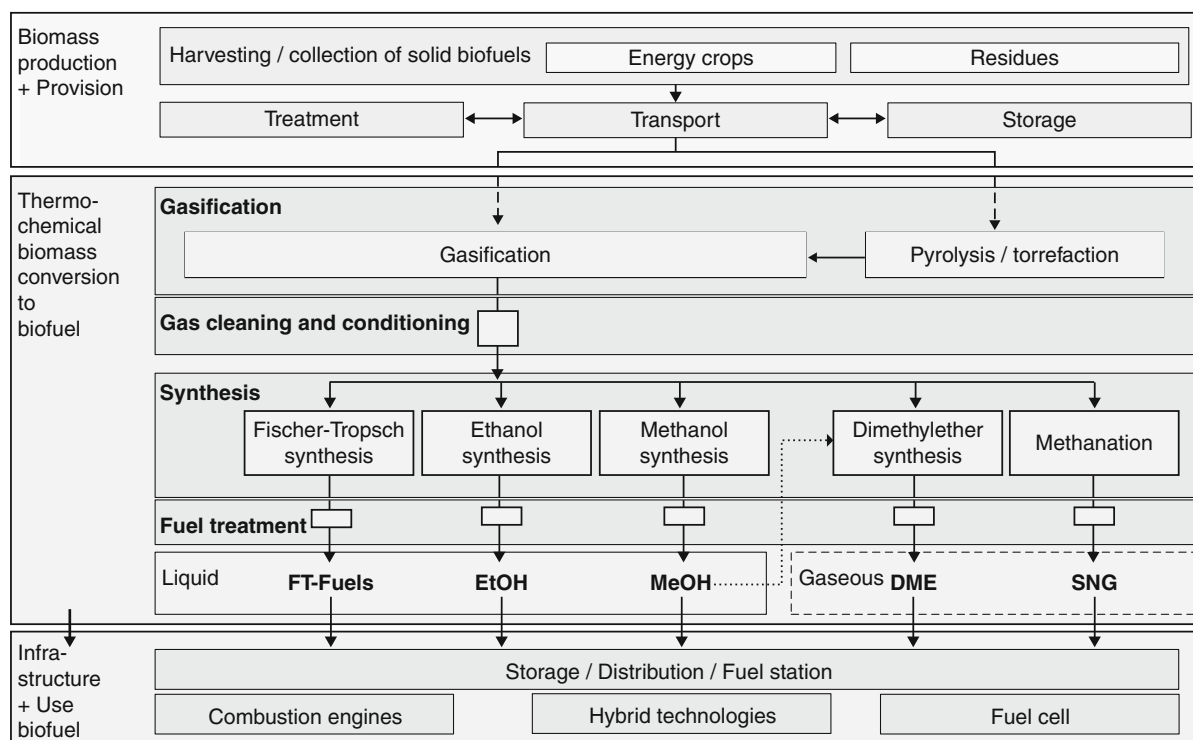 Biomass
production
+ Provision
Harvesting / collection of solid biofuels
Energy crops
Residues
Treatment
Transport
Storage
Thermo-
chemical
biomass
conversion
to
biofuel
Gasification
Gasification
Pyrolysis / torrefaction
Gas cleaning and conditioning
Synthesis
Fischer-Tropsch
synthesis
Ethanol
synthesis
Methanol
synthesis
Dimethylether
synthesis
Methanation
Fuel treatment
Liquid
FT-Fuels
EtOH
MeOH
Gaseous
DME
SNG
Infra-
structure
+ Use
biofuel
Storage / Distribution / Fuel station
Combustion engines
Hybrid technologies
Fuel cell